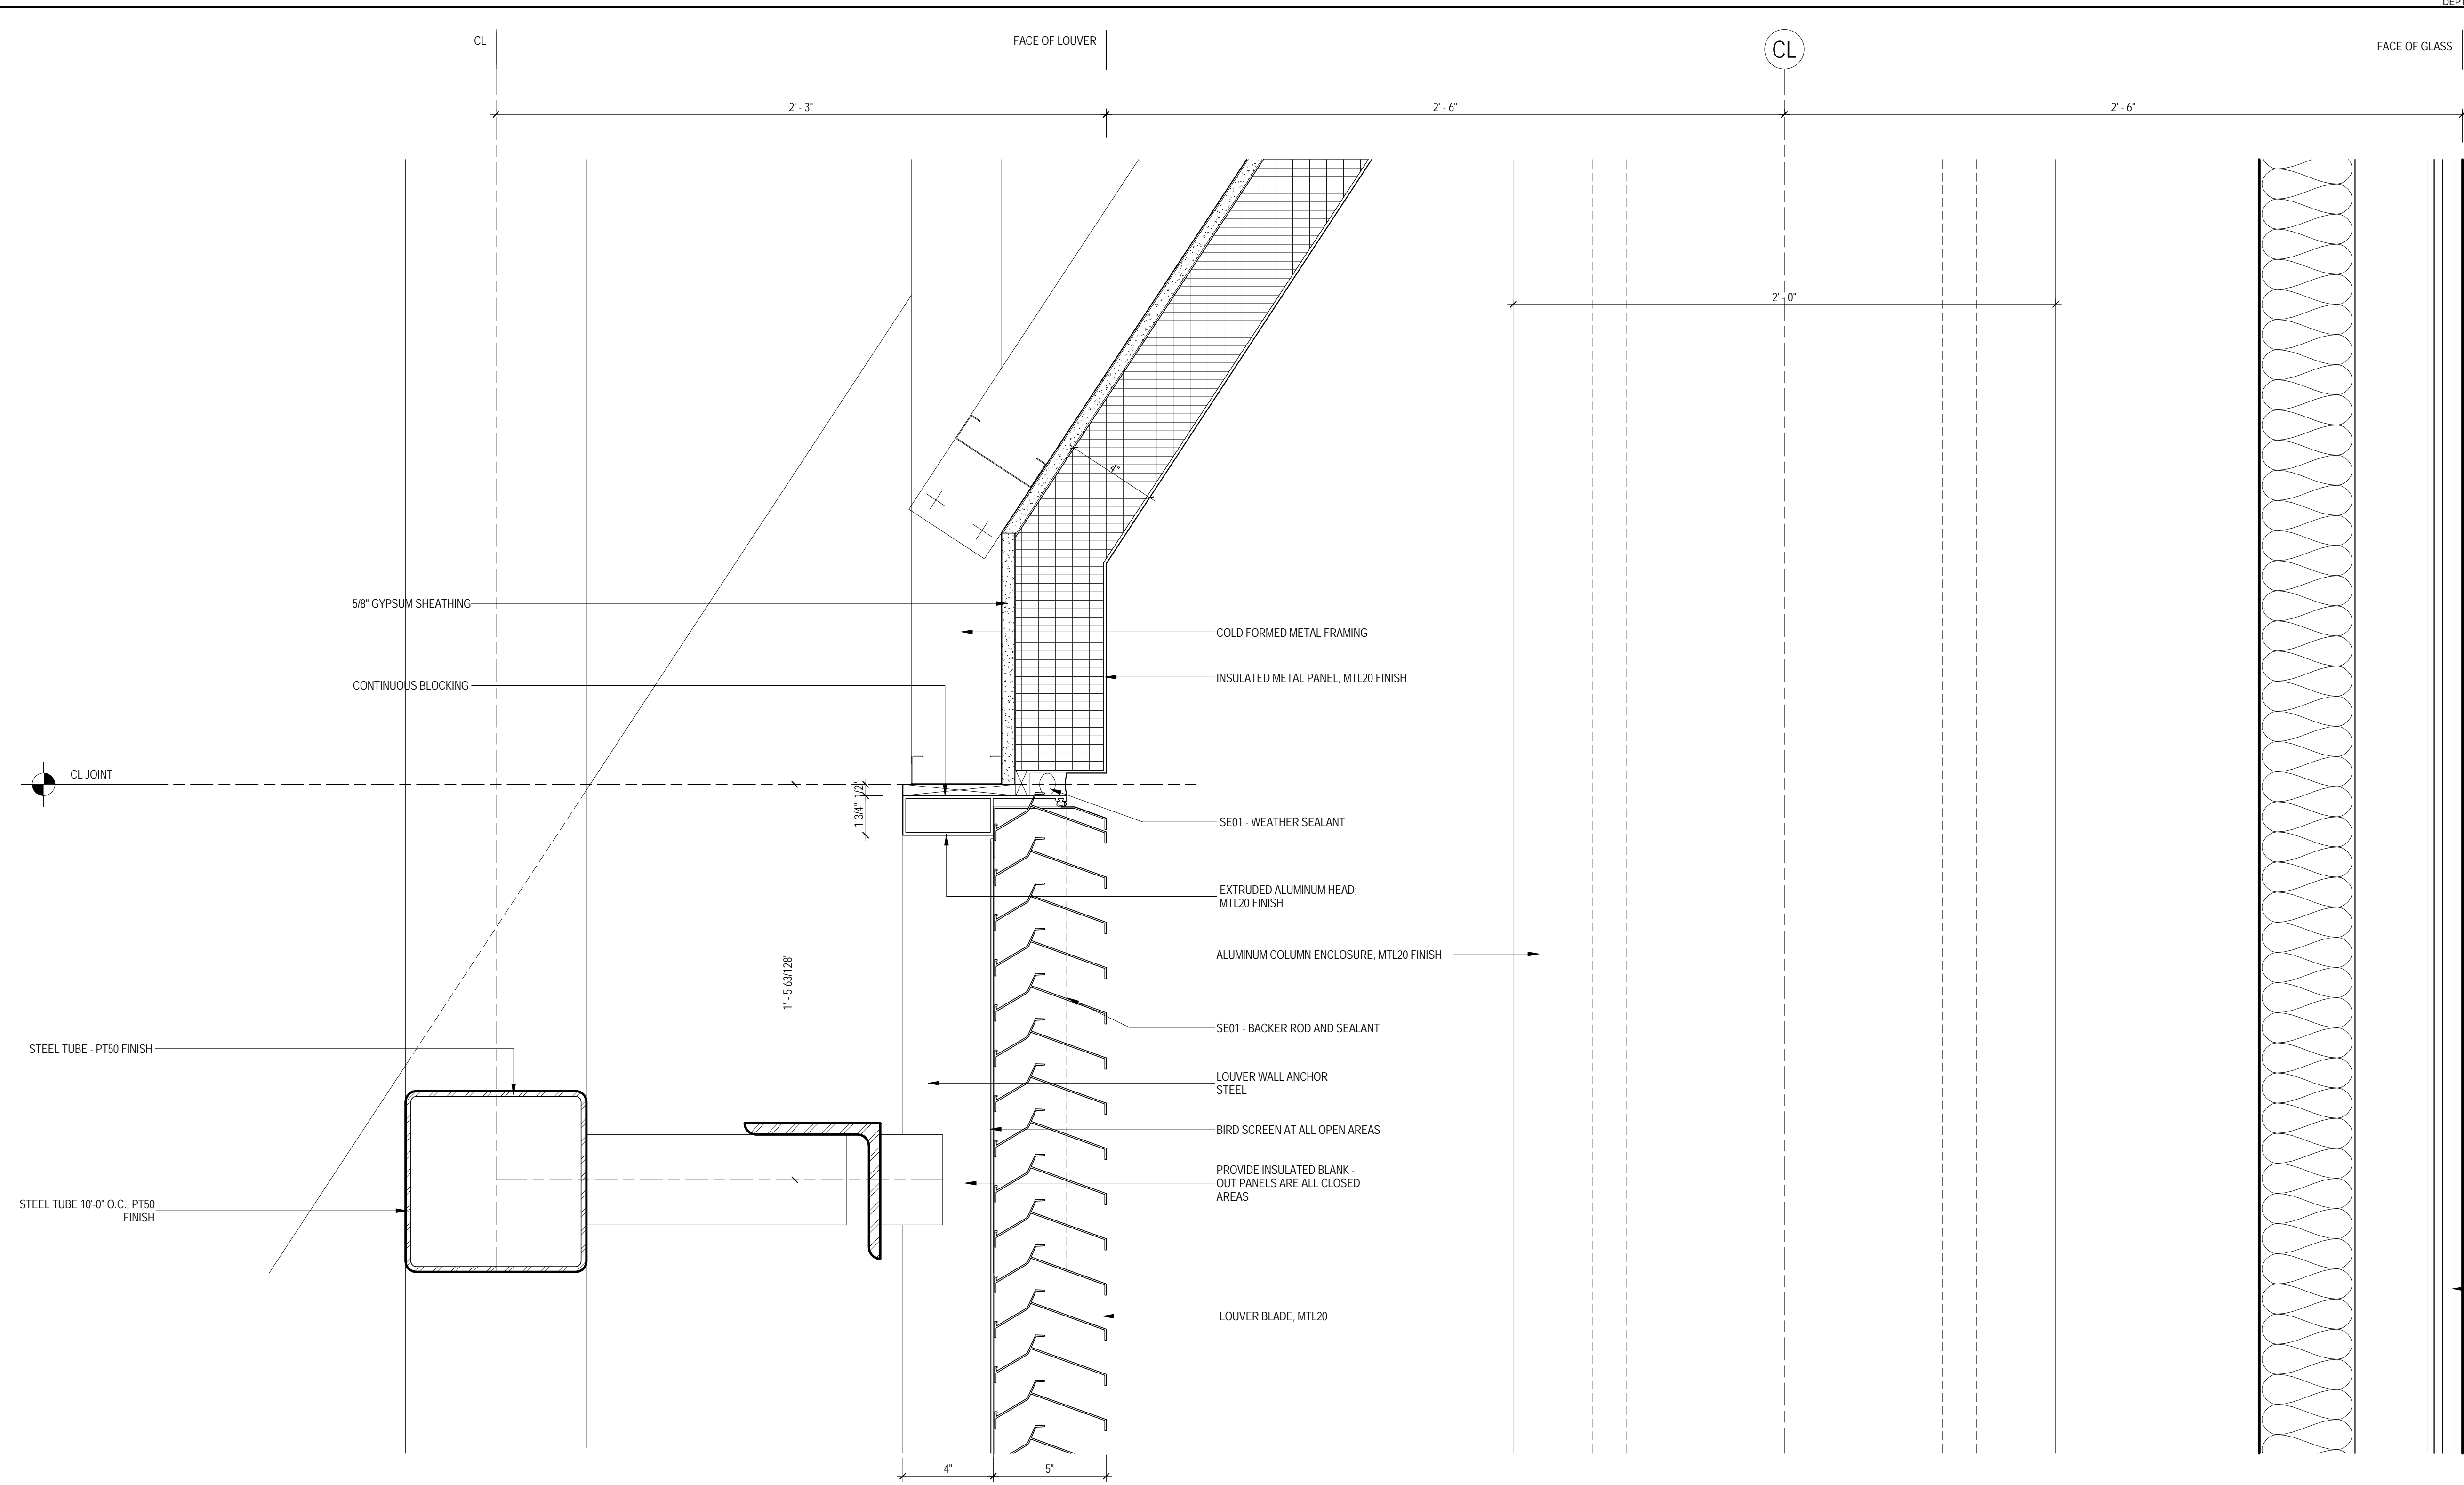 DEPT
CL
FACE OF LOUVER
CL
FACE OF GLASS
2' - 3"
2' - 6"
2' - 6"
2' - 0"
4"
5/8" GYPSUM SHEATHING
COLD FORMED METAL FRAMING
INSULATED METAL PANEL, MTL20 FINISH
CONTINUOUS BLOCKING
CL JOINT
1/2"
1 3/4"
SE01 - WEATHER SEALANT
EXTRUDED ALUMINUM HEAD;
MTL20 FINISH
ALUMINUM COLUMN ENCLOSURE, MTL20 FINISH
1' - 5 63/128"
SE01 - BACKER ROD AND SEALANT
STEEL TUBE - PT50 FINISH
LOUVER WALL ANCHOR
STEEL
BIRD SCREEN AT ALL OPEN AREAS
PROVIDE INSULATED BLANK -
OUT PANELS ARE ALL CLOSED
AREAS
STEEL TUBE 10'-0" O.C., PT50
FINISH
LOUVER BLADE, MTL20
4"
5"